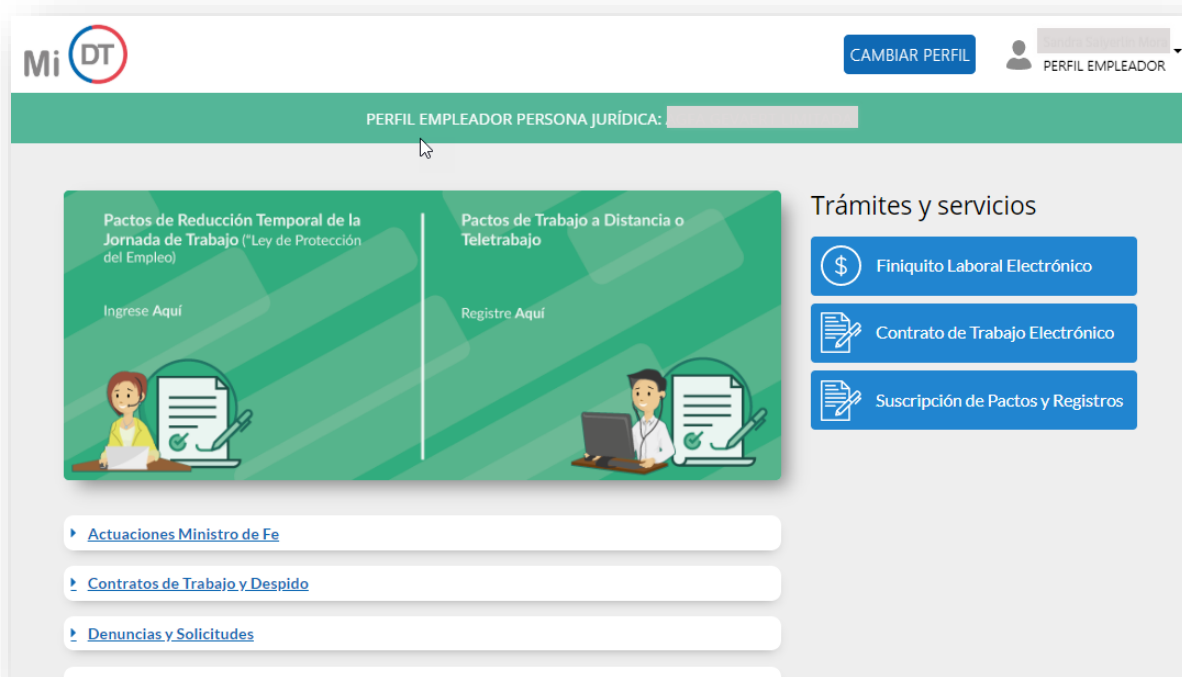 Mi DT
CAMBIAR PERFIL
PERFIL EMPLEADOR
PERFIL EMPLEADOR PERSONA JURÍDICA:
Pactos de Reducción Temporal de la
Jornada de Trabajo ("Ley de Protección
del Empleo)
Ingrese Aquí
Pactos de Trabajo a Distancia o
Teletrabajo
Registre Aquí
Trámites y servicios
Finiquito Laboral Electrónico
Contrato de Trabajo Electrónico
Suscripción de Pactos y Registros
Actuaciones Ministro de Fe
Contratos de Trabajo y Despido
Denuncias y Solicitudes